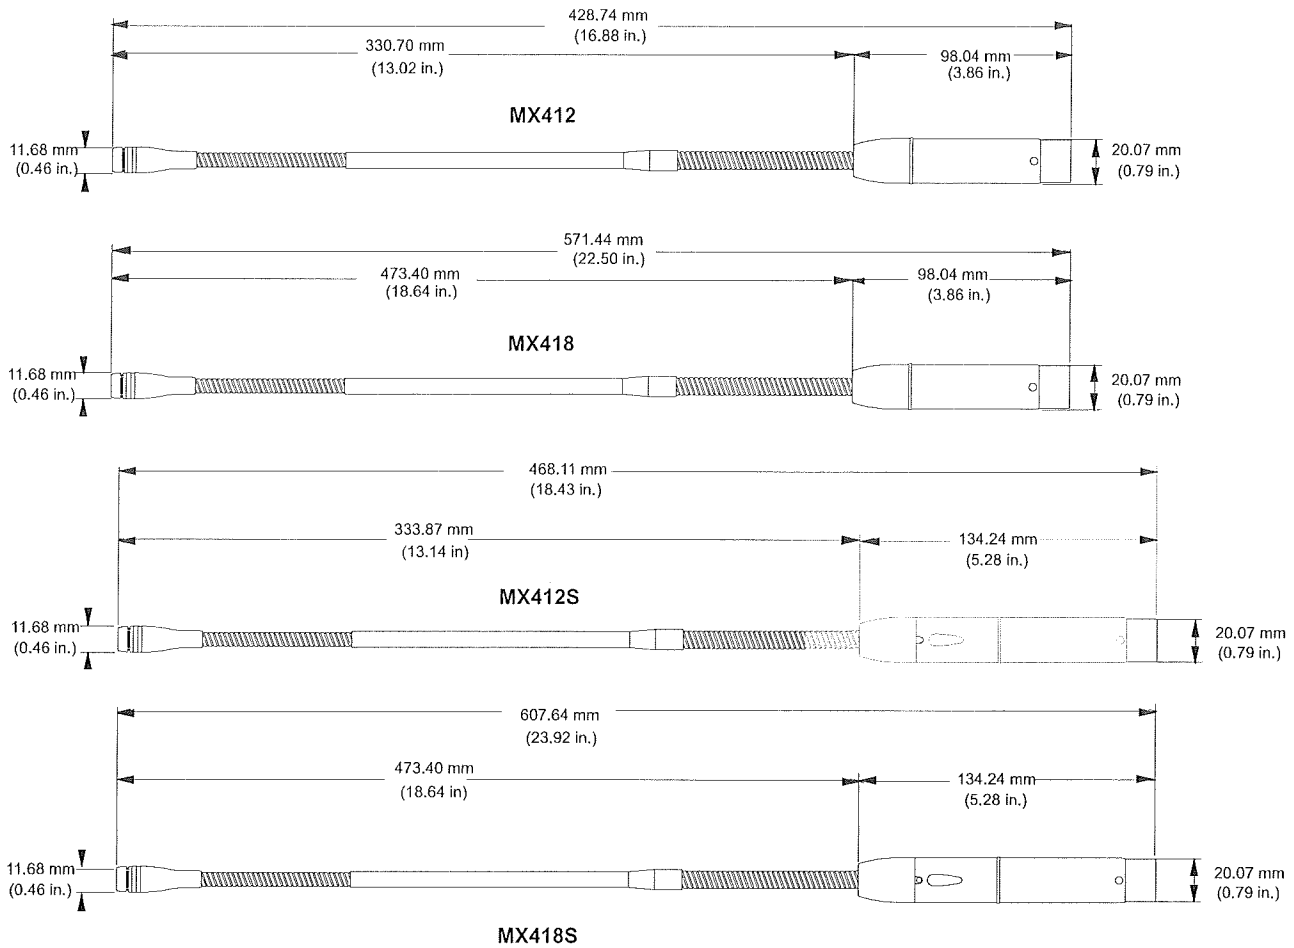 428.74 mm
(16.88 in.)
330.70 mm
(13.02 in.)
98.04 mm
(3.86 in.)
MX412
11.68 mm
(0.46 in.)
20.07 mm
(0.79 in.)
571.44 mm
(22.50 in.)
473.40 mm
(18.64 in.)
98.04 mm
(3.86 in.)
MX418
11.68 mm
(0.46 in.)
20.07 mm
(0.79 in.)
468.11 mm
(18.43 in.)
333.87 mm
(13.14 in)
134.24 mm
(5.28 in.)
MX412S
11.68 mm
(0.46 in.)
20.07 mm
(0.79 in.)
607.64 mm
(23.92 in.)
473.40 mm
(18.64 in)
134.24 mm
(5.28 in.)
11.68 mm
(0.46 in.)
20.07 mm
(0.79 in.)
MX418S